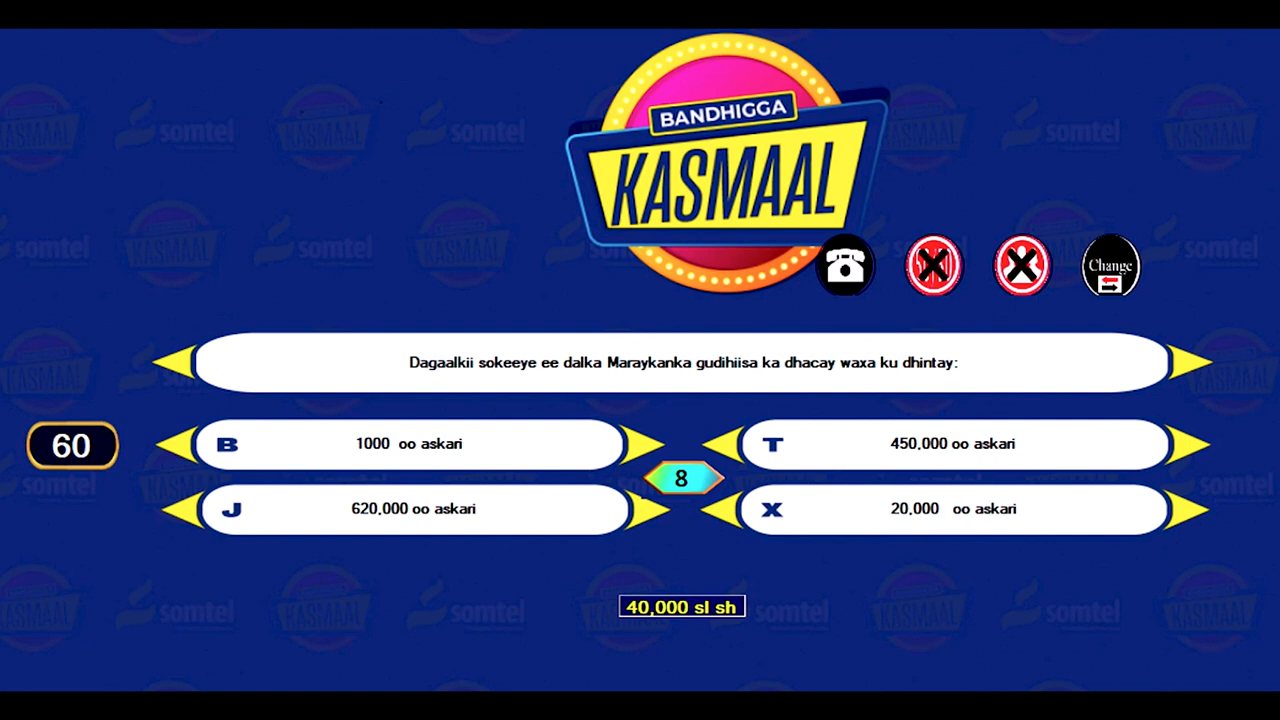 BANDHIGGA
KASMAAL
Change
Dagaalkii sokeeye ee dalka Maraykanka gudihiisa ka dhacay waxa ku dhintay:
60
B 1000 oo askari
T 450,000 oo askari
8
J 620,000 oo askari
X 20,000 oo askari
40,000 sl sh
somtel